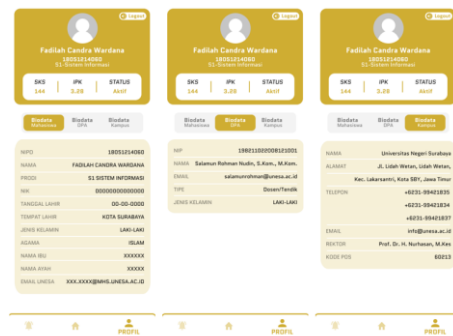 Logout
Fadilah Candra Wardana
18051214060
S1-Sistem Informasi
SKS IPK STATUS
144 3.28 Aktif
Biodata Mahasiswa
Biodata DPA
Biodata Kampus
NIPD 18051214060
NAMA FADILAH CANDRA WARDANA
PRODI S1 SISTEM INFORMASI
NIK 00000000000000
TANGGAL LAHIR 00-00-0000
TEMPAT LAHIR KOTA SURABAYA
JENIS KELAMIN LAKI-LAKI
AGAMA ISLAM
NAMA IBU XXXXXX
NAMA AYAH XXXXX
EMAIL UNESA XXX.XXXX@MHS.UNESA.AC.ID
PROFIL
Logout
Fadilah Candra Wardana
18051214060
S1-Sistem Informasi
SKS IPK STATUS
144 3.28 Aktif
Biodata Mahasiswa
Biodata DPA
Biodata Kampus
NIP 198211022008121001
NAMA Salamun Rohman Nudin, S.Kom., M.Kom.
EMAIL salamunrohman@unesa.ac.id
TIPE Dosen/Tendik
JENIS KELAMIN LAKI-LAKI
PROFIL
Logout
Fadilah Candra Wardana
18051214060
S1-Sistem Informasi
SKS IPK STATUS
144 3.28 Aktif
Biodata Mahasiswa
Biodata DPA
Biodata Kampus
NAMA Universitas Negeri Surabaya
ALAMAT Jl. Lidah Wetan, Lidah Wetan,
Kec. Lakarsantri, Kota SBY, Jawa Timur
TELEPON +6231-99421835
+6231-99421834
+6231-99421837
EMAIL info@unesa.ac.id
REKTOR Prof. Dr. H. Nurhasan, M.Kes
KODE POS 60213
PROFIL